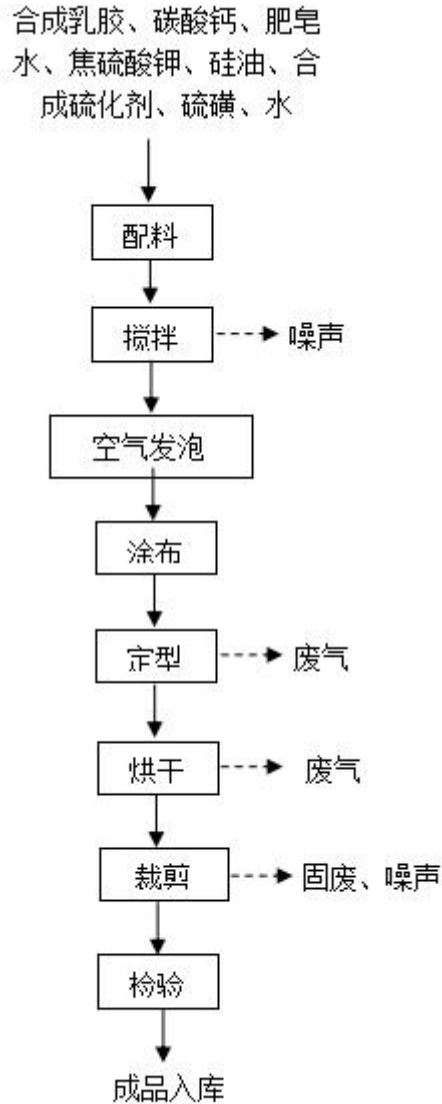 合成乳胶、碳酸钙、肥皂
水、焦硫酸钾、硅油、合
成硫化剂、硫磺、水
配料
搅拌
噪声
空气发泡
涂布
定型
废气
烘干
废气
裁剪
固废、噪声
检验
成品入库